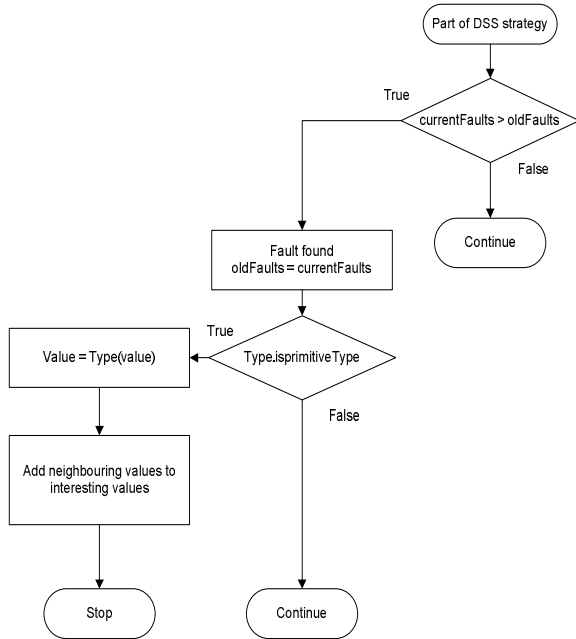 Part of DSS strategy
True
currentFaults > oldFaults
False
Continue
Fault found
oldFaults = currentFaults
True
Value = Type(value)
Type.isprimitiveType
False
Add neighbouring values to
interesting values
Stop
Continue